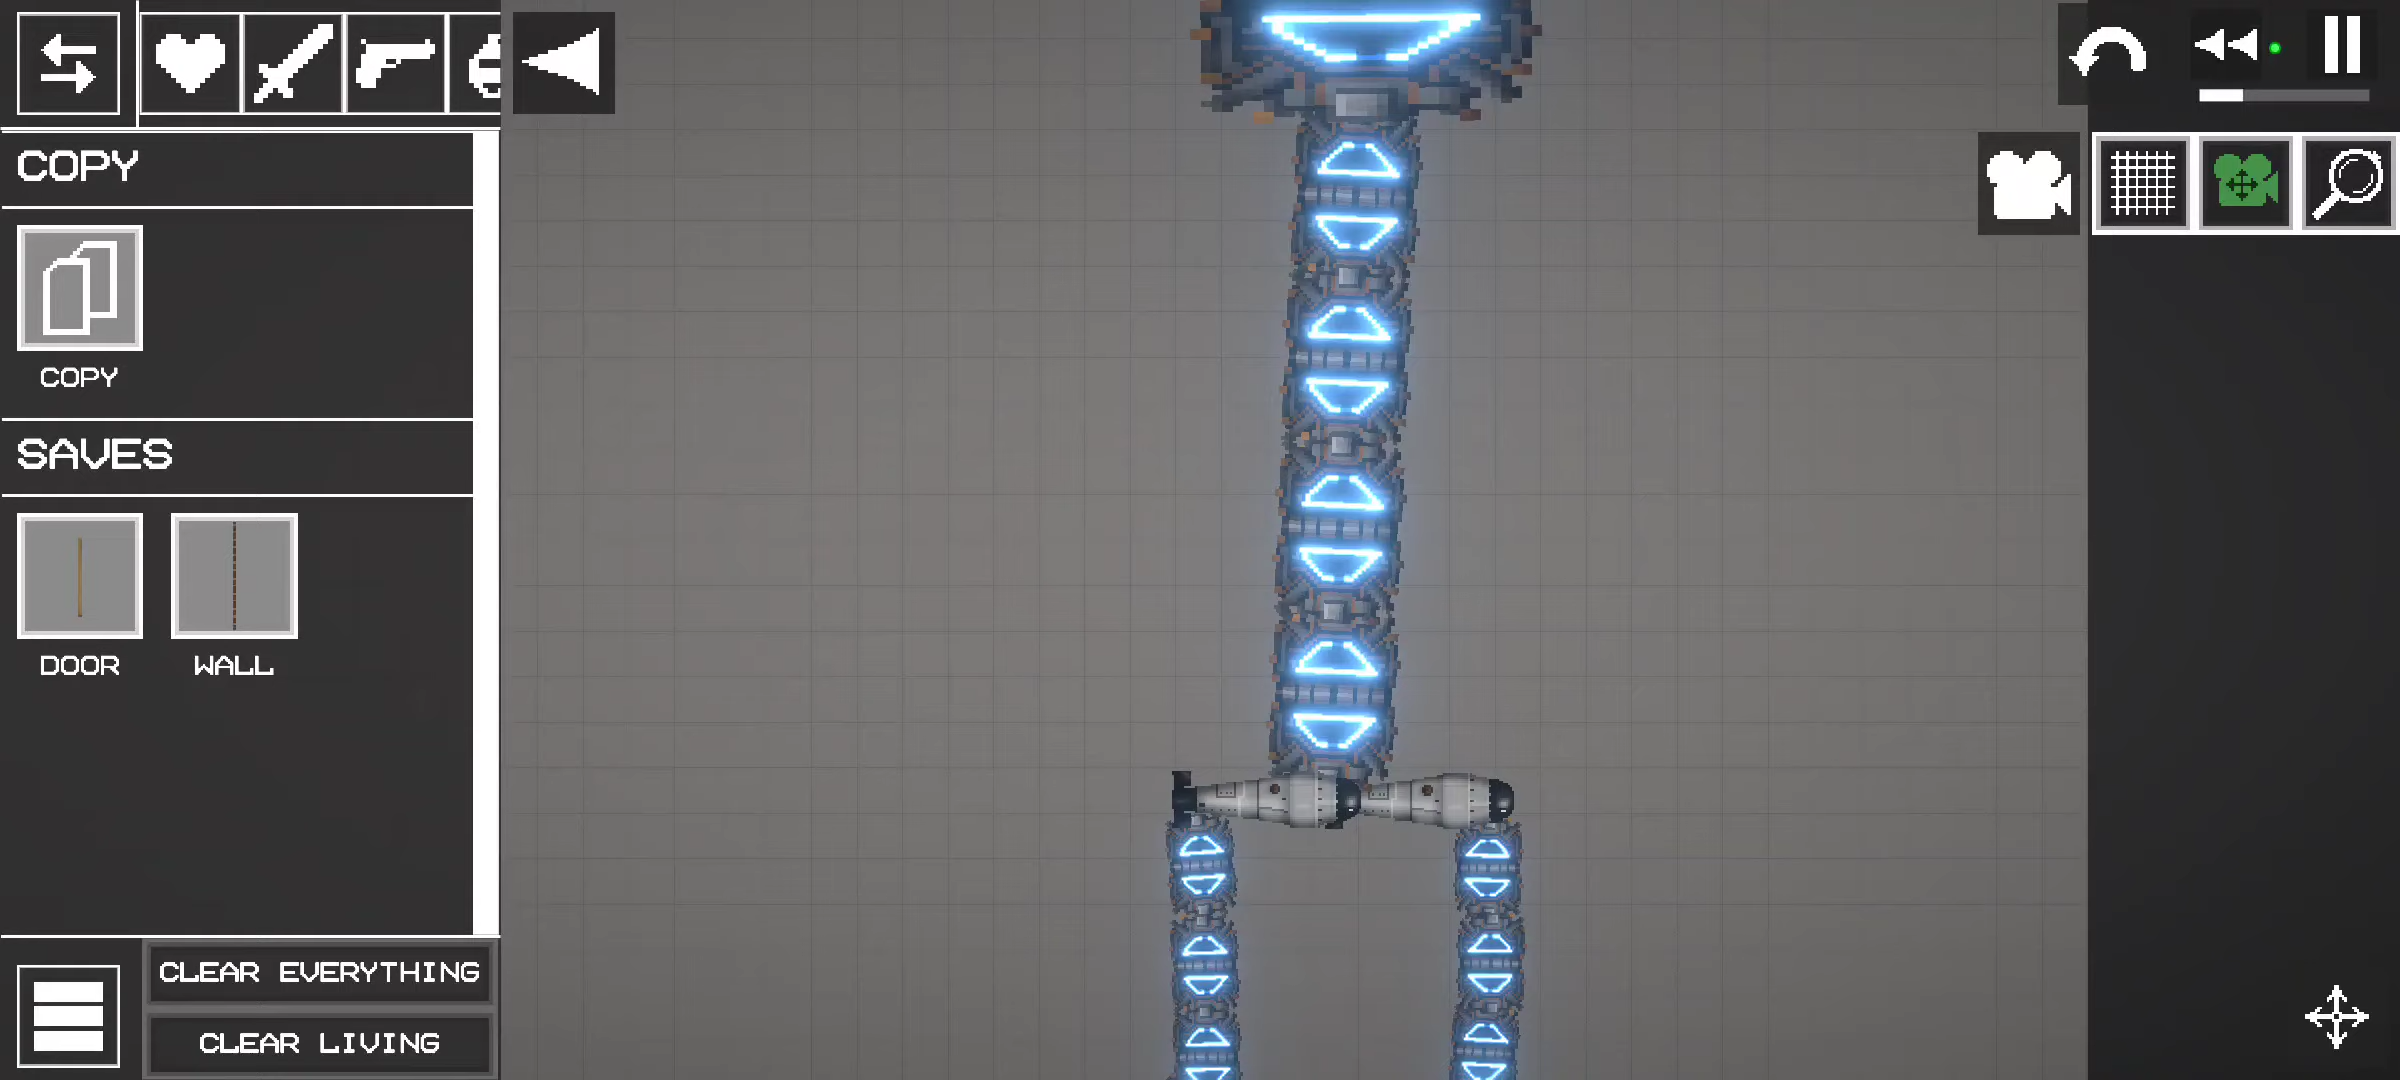 COPY
COPY
SAVES
DOOR
WALL
CLEAR EVERYTHING
CLEAR LIVING